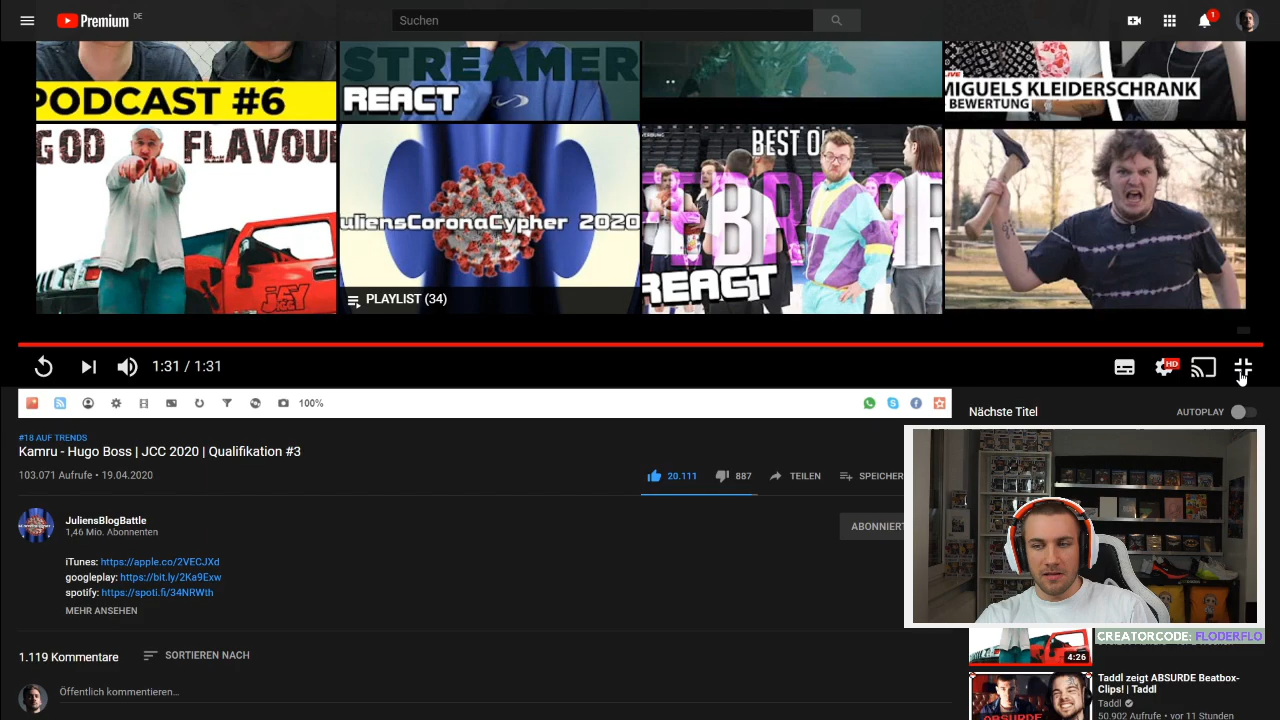 Premium DE
Suchen
1
PODCAST #6
STREAMER
REACT
LIVE
MIGUELS KLEIDERSCHRANK
BEWERTUNG
GOD FLAVOU
uliensCoronaCypher 2020
PLAYLIST (34)
BEST O
REACT
1:31 / 1:31
HD
100%
Nächste Titel
AUTOPLAY
#18 AUF TRENDS
Kamru - Hugo Boss | JCC 2020 | Qualifikation #3
103.071 Aufrufe • 19.04.2020
20.111
887
TEILEN
SPEICHER
JuliensBlogBattle
1,46 Mio. Abonnenten
ABONNIERT
iTunes: https://apple.co/2VECJXd
googleplay: https://bit.ly/2Ka9Exw
spotify: https://spoti.fi/34NRWth
MEHR ANSEHEN
1.119 Kommentare
SORTIEREN NACH
Öffentlich kommentieren...
CREATORCODE: FLODERFLO
4:26
Taddl zeigt ABSURDE Beatbox-
Clips! | Taddl
Taddl
50.902 Aufrufe • vor 11 Stunden
ABSURDE